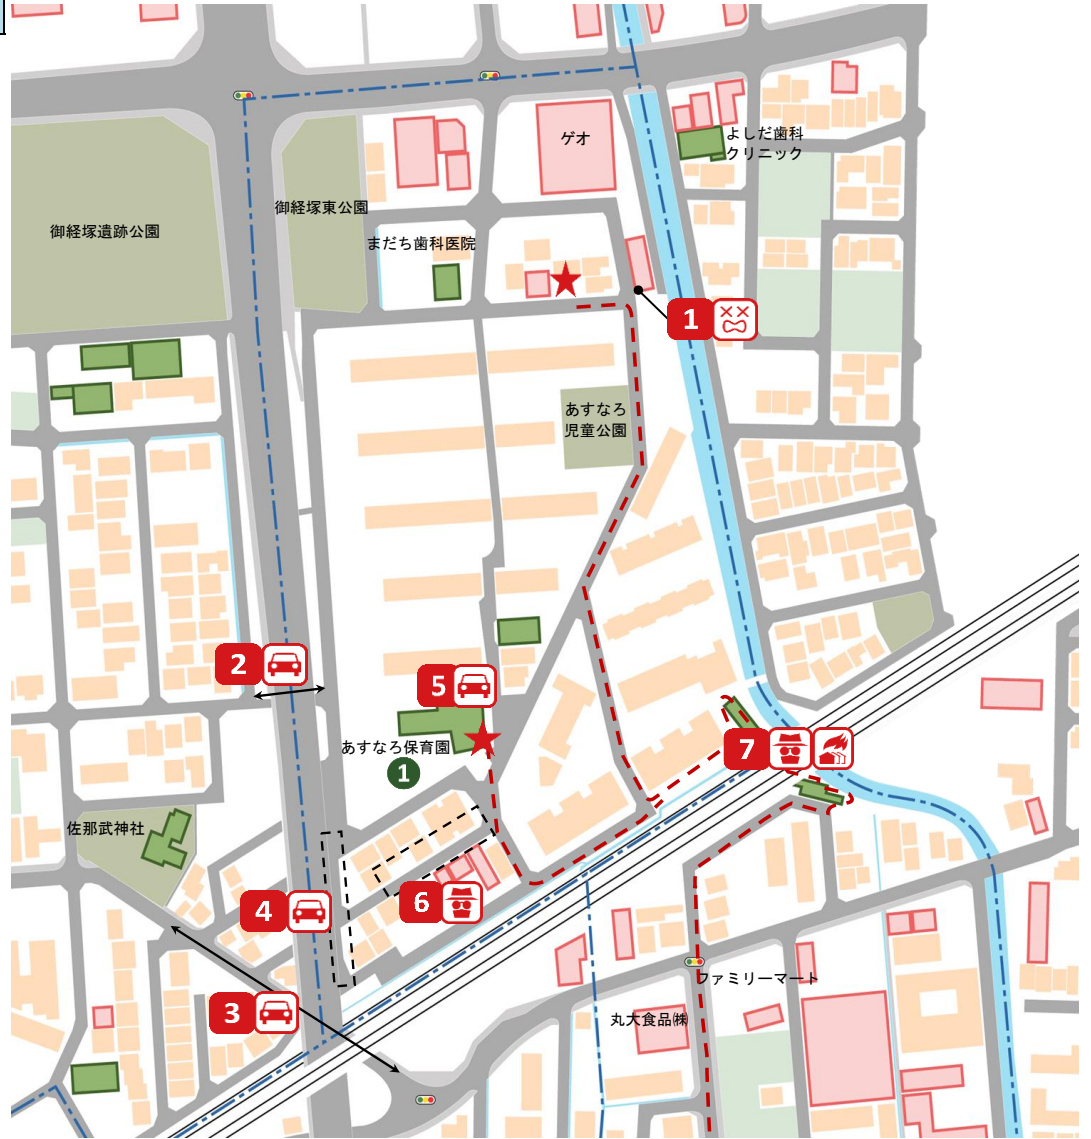 ゲオ
よしだ歯科
クリニック
御経塚東公園
御経塚遺跡公園
まだち歯科医院
1
あすなろ
児童公園
2
5
あすなろ保育園
1
7
佐那武神社
6
4
ファミリーマート
3
丸大食品㈱